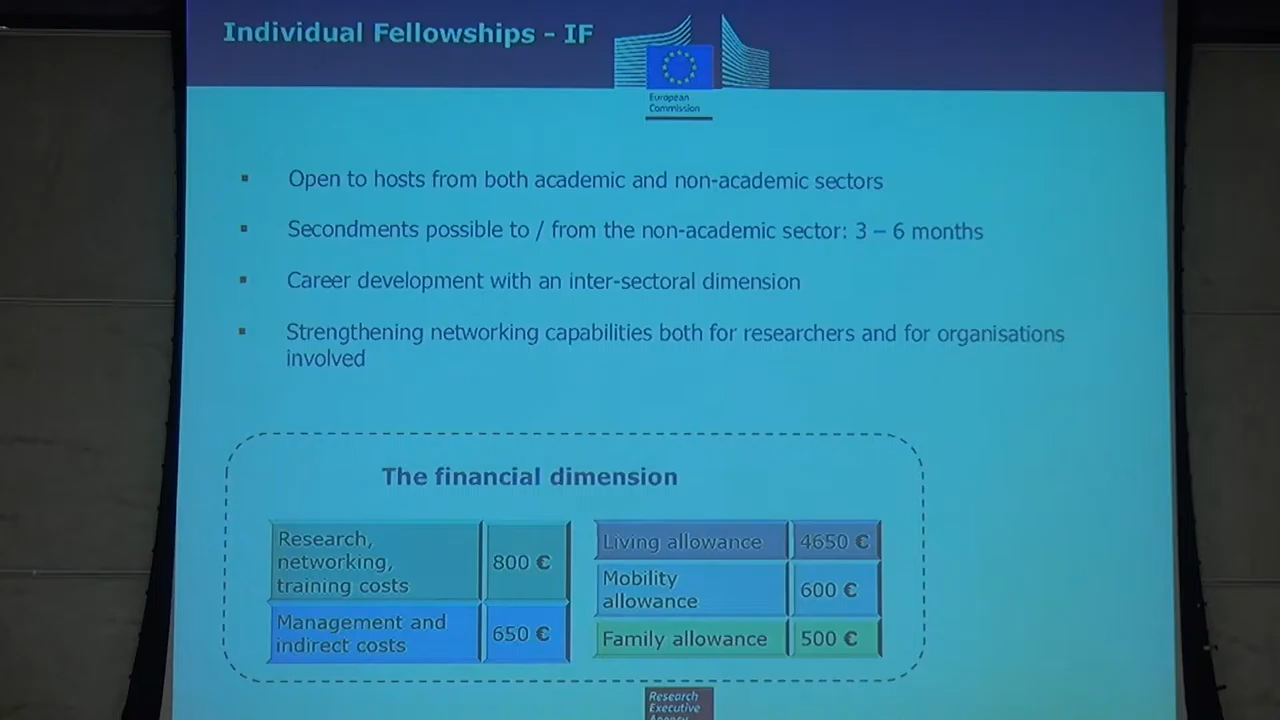 Individual Fellowships - IF
European
Commission
Open to hosts from both academic and non-academic sectors
Secondments possible to / from the non-academic sector: 3 – 6 months
Career development with an inter-sectoral dimension
Strengthening networking capabilities both for researchers and for organisations
involved
The financial dimension
Research,
networking,
training costs
800 €
Management and
indirect costs
650 €
Living allowance
4650 €
Mobility
allowance
600 €
Family allowance
500 €
Research
Executive
Agency